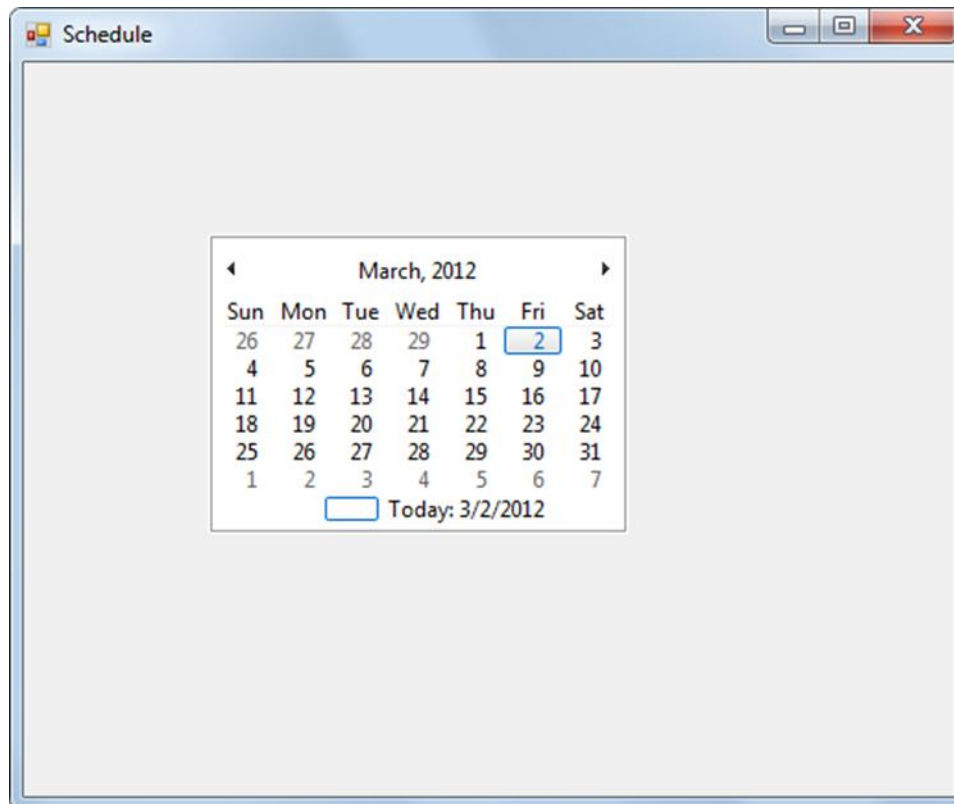 Schedule
March, 2012
Sun Mon Tue Wed Thu Fri Sat
26 27 28 29 1 2 3
4 5 6 7 8 9 10
11 12 13 14 15 16 17
18 19 20 21 22 23 24
25 26 27 28 29 30 31
1 2 3 4 5 6 7
Today: 3/2/2012